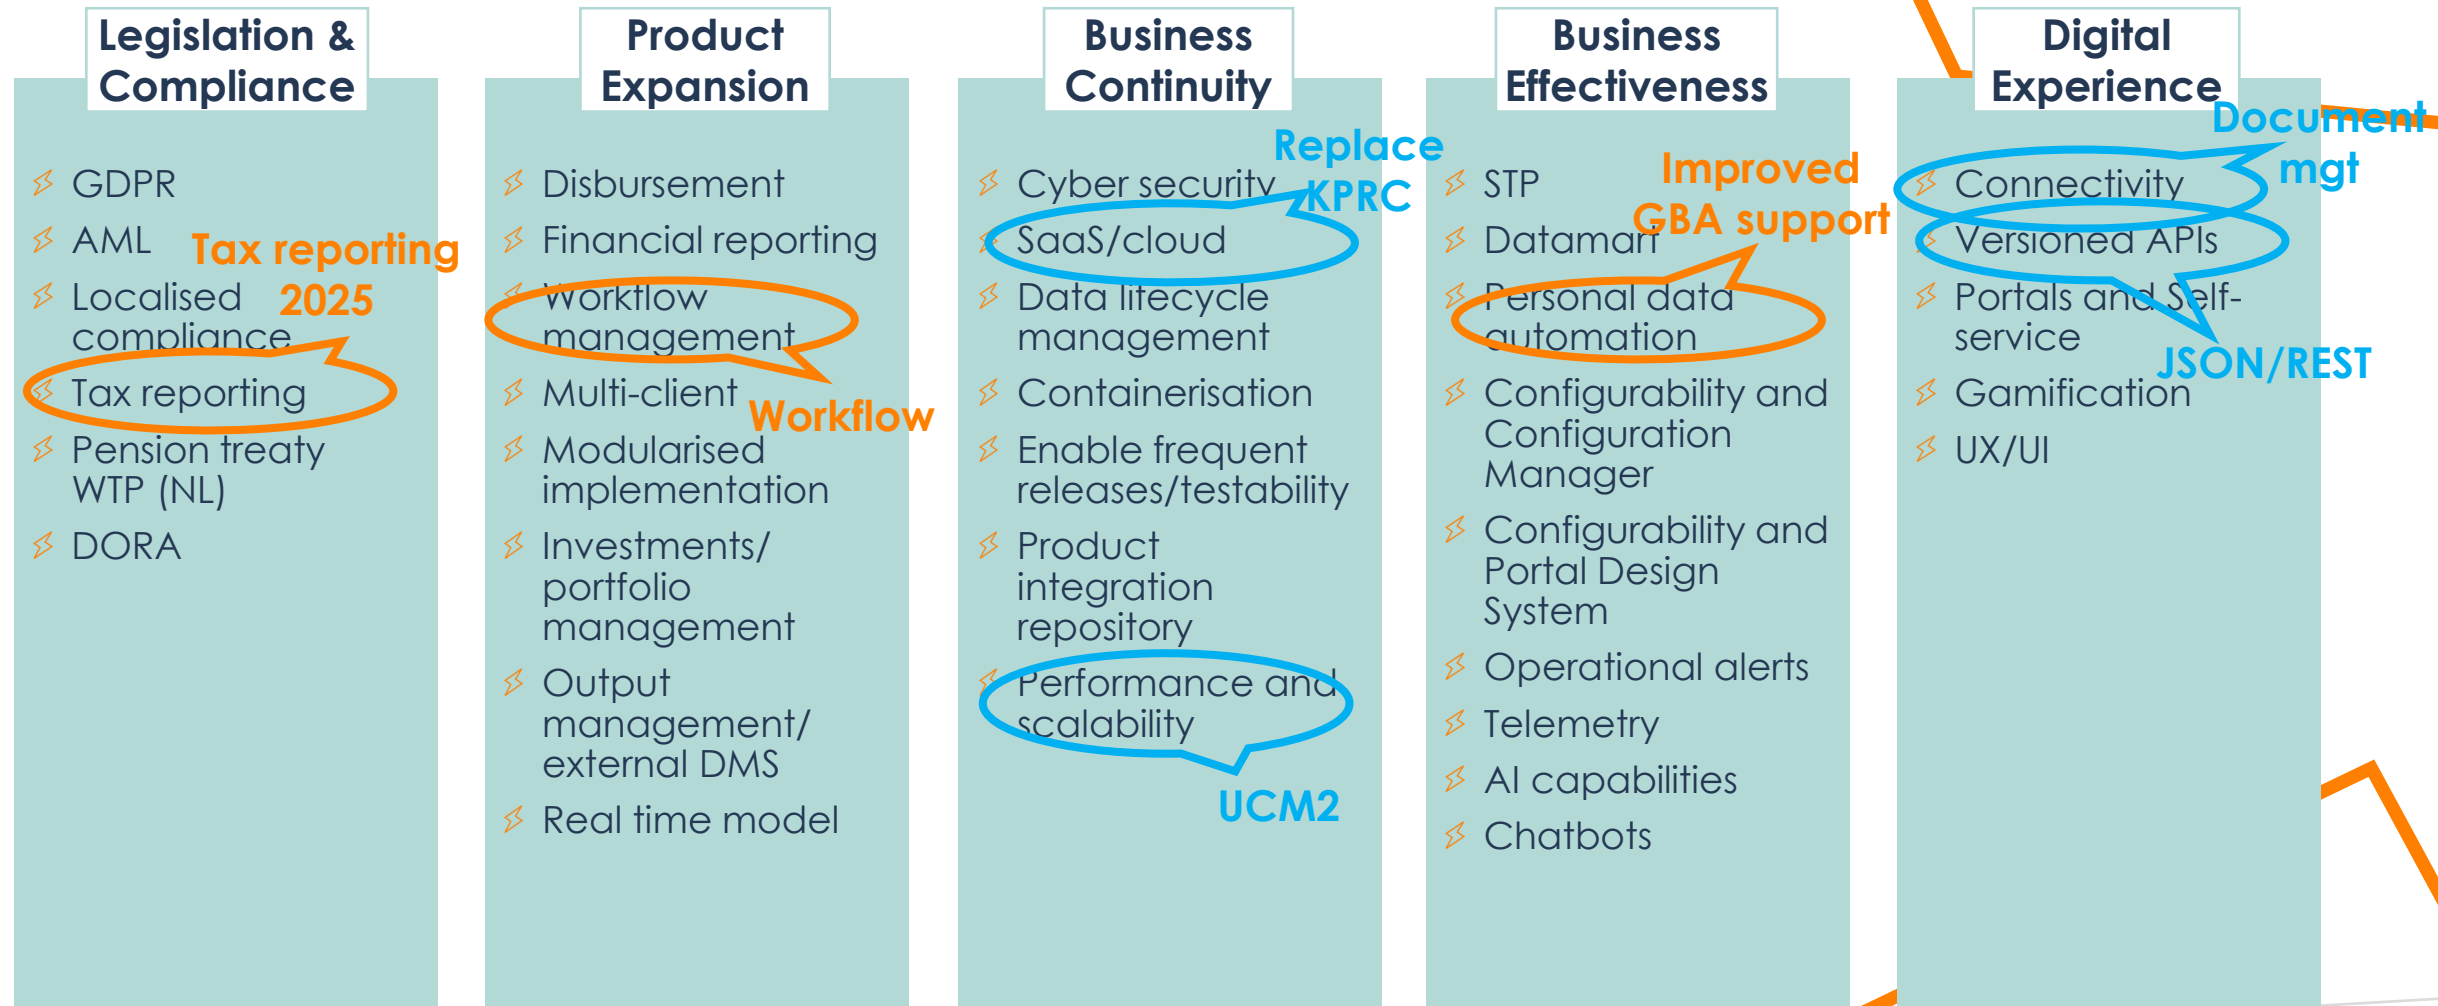 Legislation &
Compliance
GDPR
AML
Tax reporting
2025
Localised
compliance
Tax reporting
Pension treaty
WTP (NL)
DORA
Product
Expansion
Disbursement
Financial reporting
Workflow
management
Workflow
Multi-client
Modularised
implementation
Investments/
portfolio
management
Output
management/
external DMS
Real time model
Business
Continuity
Replace
KPRC
Cyber security
SaaS/cloud
Data lifecycle
management
Containerisation
Enable frequent
releases/testability
Product
integration
repository
Performance and
scalability
UCM2
Business
Effectiveness
Improved
GBA support
STP
Datamart
Personal data
automation
Configurability and
Configuration
Manager
Configurability and
Portal Design
System
Operational alerts
Telemetry
AI capabilities
Chatbots
Digital
Experience
Document
mgt
Connectivity
Versioned APIs
Portals and Self-
service
JSON/REST
Gamification
UX/UI